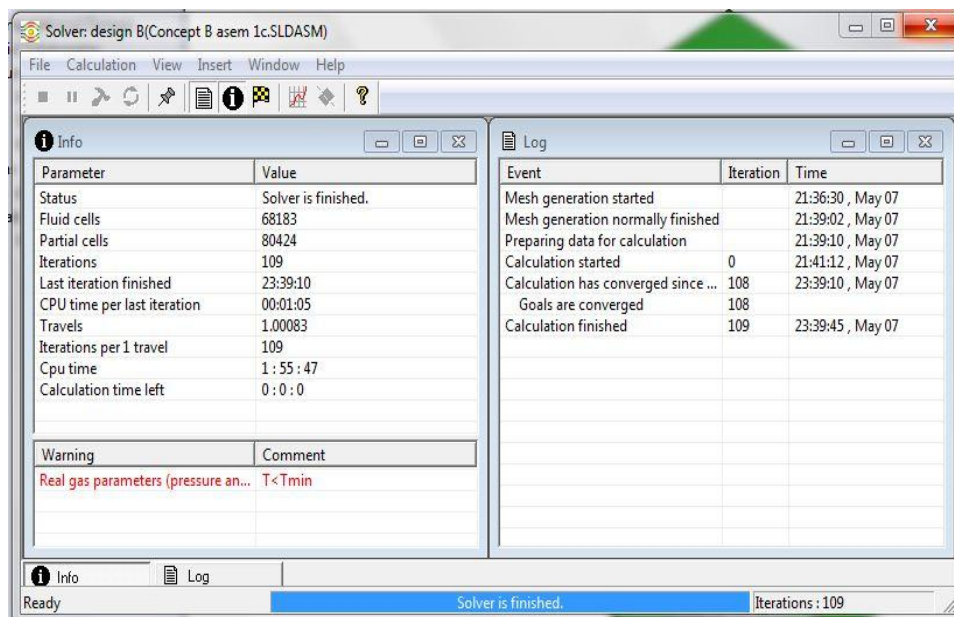 Solver: design B(Concept B asem 1c.SLDASM)
File Calculation View Insert Window Help
Info
Parameter Value
Status Solver is finished.
Fluid cells 68183
Partial cells 80424
Iterations 109
Last iteration finished 23:39:10
CPU time per last iteration 00:01:05
Travels 1.00083
Iterations per 1 travel 109
Cpu time 1 : 55 : 47
Calculation time left 0 : 0 : 0
Warning Comment
Real gas parameters (pressure an... T<Tmin
Log
Event Iteration Time
Mesh generation started 21:36:30 , May 07
Mesh generation normally finished 21:39:02 , May 07
Preparing data for calculation 21:39:10 , May 07
Calculation started 0 21:41:12 , May 07
Calculation has converged since ... 108 23:39:10 , May 07
Goals are converged 108
Calculation finished 109 23:39:45 , May 07
Info Log
Ready Solver is finished. Iterations : 109